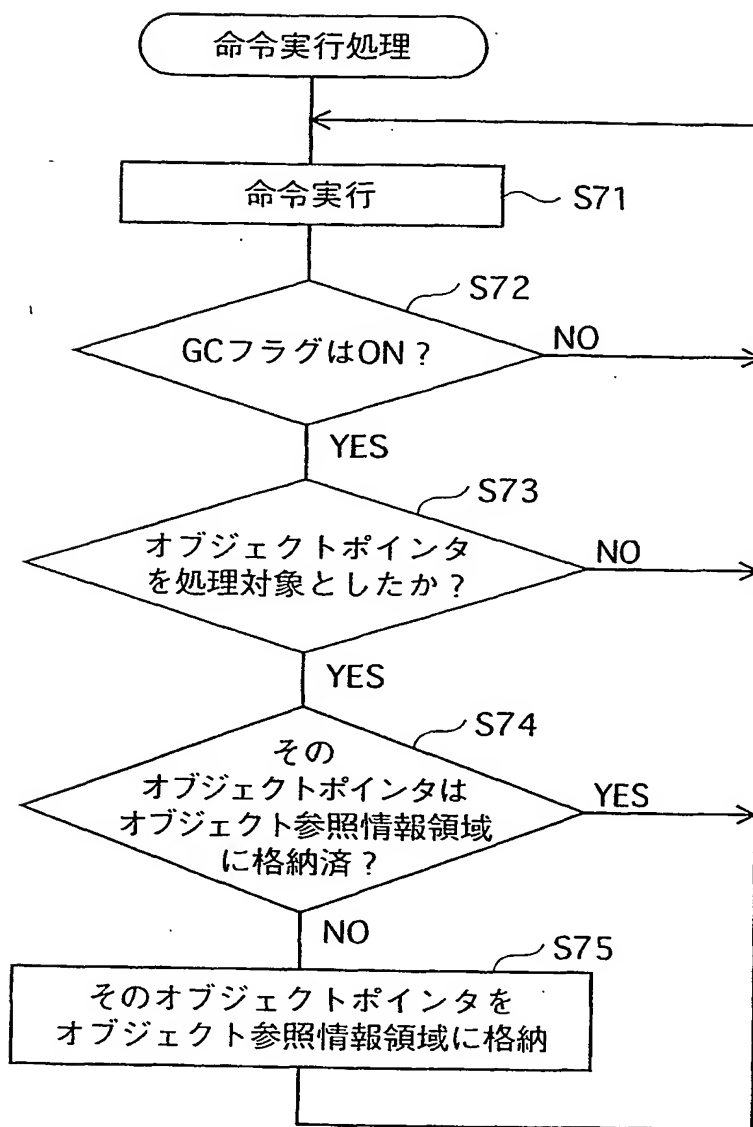 命令実行処理
命令実行
S71
S72
GCフラグはON?
NO
YES
S73
オブジェクトポインタ
を処理対象としたか?
NO
YES
S74
その
オブジェクトポインタは
オブジェクト参照情報領域
に格納済?
YES
NO
S75
そのオブジェクトポインタを
オブジェクト参照情報領域に格納